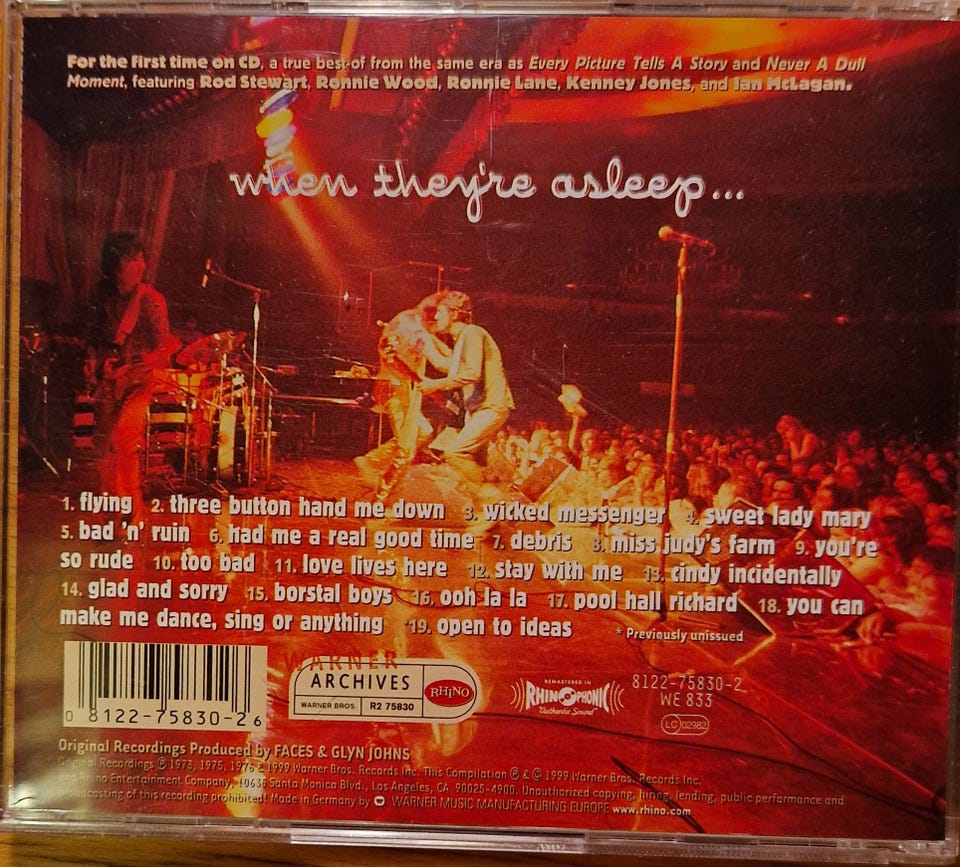 For the first time on CD, a true best-of from the same era as Every Picture Tells A Story and Never A Dull
Moment, featuring Rod Stewart, Ronnie Wood, Ronnie Lane, Kenney Jones, and Ian McLagan.
when they're asleep...
1. flying 2. three button hand me down 3. wicked messenger 4. sweet lady mary
5. bad 'n' ruin 6. had me a real good time 7. debris 8. miss judy's farm 9. you're
so rude 10. too bad 11. love lives here 12. stay with me 13. cindy incidentally
14. glad and sorry 15. borstal boys 16. ooh la la 17. pool hall richard 18. you can
make me dance, sing or anything *19. open to ideas * Previously unissued
WARNER
ARCHIVES
WARNER BROS. R2 75830
RHINO
REMASTERED IN
RHINOPHONIC
"Authentic Sound"
8122-75830-2
WE 833
LC 02982
0 8122-75830-2 6
Original Recordings Produced by FACES & GLYN JOHNS
Original Recordings ℗ 1973, 1975, 1976 & 1999 Warner Bros. Records Inc. This Compilation ℗ & © 1999 Warner Bros. Records Inc.
and Rhino Entertainment Company, 10635 Santa Monica Blvd., Los Angeles, CA 90025-4900. Unauthorized copying, hiring, lending, public performance and
broadcasting of this recording prohibited! Made in Germany by WARNER MUSIC MANUFACTURING EUROPE www.rhino.com